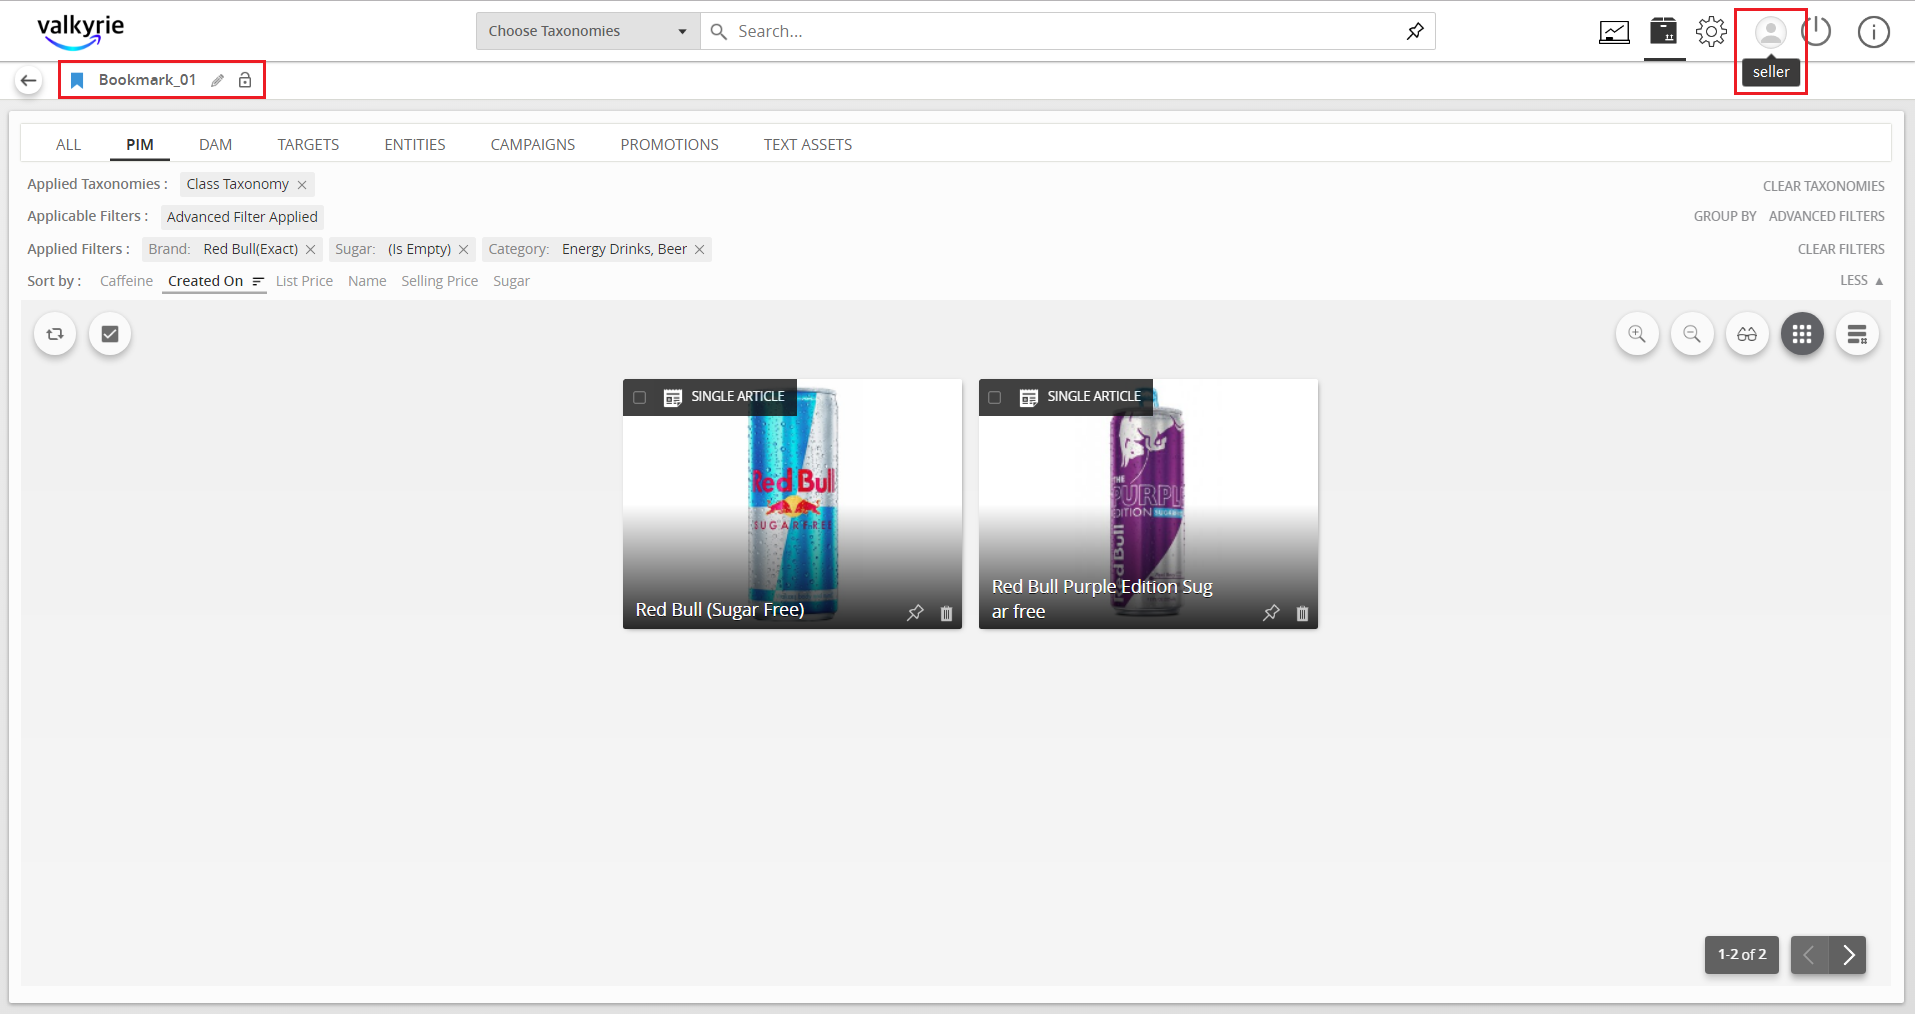 valkyrie
Choose Taxonomies
Search...
seller
Bookmark_01
ALL PIM DAM TARGETS ENTITIES CAMPAIGNS PROMOTIONS TEXT ASSETS
Applied Taxonomies : Class Taxonomy
CLEAR TAXONOMIES
Applicable Filters : Advanced Filter Applied
GROUP BY ADVANCED FILTERS
Applied Filters : Brand: Red Bull(Exact) Sugar: (Is Empty) Category: Energy Drinks, Beer
CLEAR FILTERS
Sort by : Caffeine Created On List Price Name Selling Price Sugar
LESS
SINGLE ARTICLE
Red Bull
SUGARFREE
Red Bull (Sugar Free)
SINGLE ARTICLE
THE
PURPLE
EDITION
Red Bull
Red Bull Purple Edition Sug
ar free
1-2 of 2